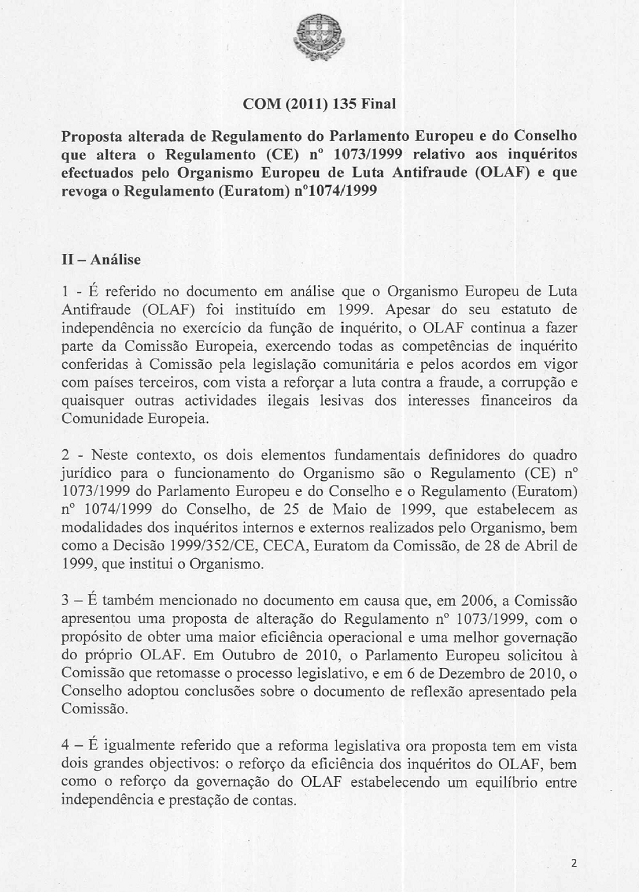 COM (2011) 135 Final
Proposta alterada de Regulamento do Parlamento Europeu e do Conselho
que altera o Regulamento (CE) nº 1073/1999 relativo aos inquéritos
efectuados pelo Organismo Europeu de Luta Antifraude (OLAF) e que
revoga o Regulamento (Euratom) nº1074/1999
II – Análise
1 - É referido no documento em análise que o Organismo Europeu de Luta
Antifraude (OLAF) foi instituído em 1999. Apesar do seu estatuto de
independência no exercício da função de inquérito, o OLAF continua a fazer
parte da Comissão Europeia, exercendo todas as competências de inquérito
conferidas à Comissão pela legislação comunitária e pelos acordos em vigor
com países terceiros, com vista a reforçar a luta contra a fraude, a corrupção e
quaisquer outras actividades ilegais lesivas dos interesses financeiros da
Comunidade Europeia.
2 - Neste contexto, os dois elementos fundamentais definidores do quadro
jurídico para o funcionamento do Organismo são o Regulamento (CE) nº
1073/1999 do Parlamento Europeu e do Conselho e o Regulamento (Euratom)
nº 1074/1999 do Conselho, de 25 de Maio de 1999, que estabelecem as
modalidades dos inquéritos internos e externos realizados pelo Organismo, bem
como a Decisão 1999/352/CE, CECA, Euratom da Comissão, de 28 de Abril de
1999, que institui o Organismo.
3 – É também mencionado no documento em causa que, em 2006, a Comissão
apresentou uma proposta de alteração do Regulamento nº 1073/1999, com o
propósito de obter uma maior eficiência operacional e uma melhor governação
do próprio OLAF. Em Outubro de 2010, o Parlamento Europeu solicitou à
Comissão que retomasse o processo legislativo, e em 6 de Dezembro de 2010, o
Conselho adoptou conclusões sobre o documento de reflexão apresentado pela
Comissão.
4 – É igualmente referido que a reforma legislativa ora proposta tem em vista
dois grandes objectivos: o reforço da eficiência dos inquéritos do OLAF, bem
como o reforço da governação do OLAF estabelecendo um equilíbrio entre
independência e prestação de contas.
2